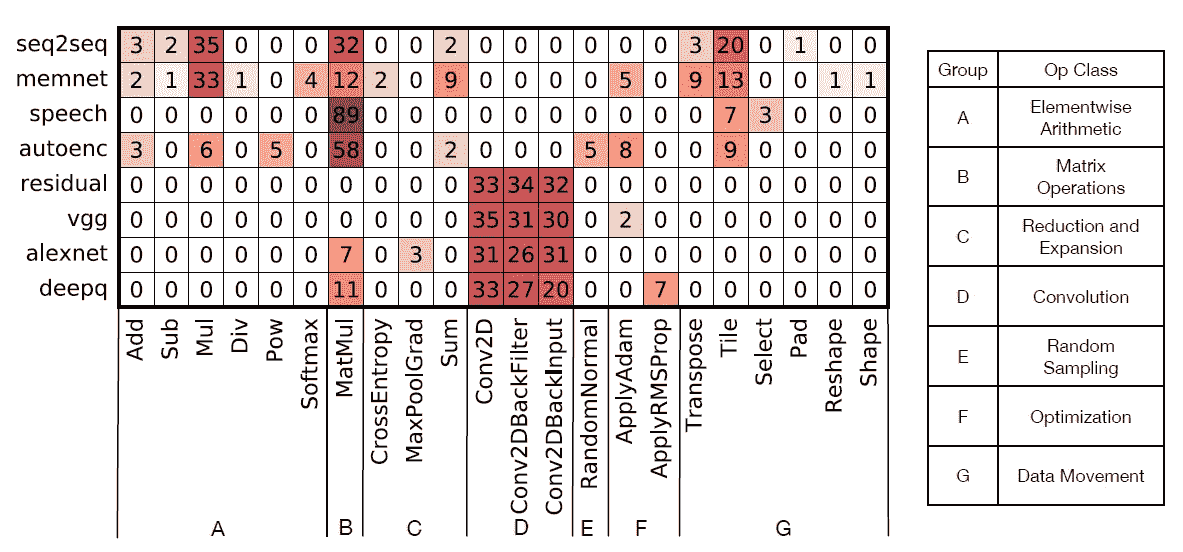 seq2seq 3 2 35 0 0 0 32 0 0 2 0 0 0 0 0 0 3 20 0 1 0 0
memnet 2 1 33 1 0 4 12 2 0 9 0 0 0 0 5 0 9 13 0 0 1 1
speech 0 0 0 0 0 0 89 0 0 0 0 0 0 0 0 0 0 7 3 0 0 0
autoenc 3 0 6 0 5 0 58 0 0 2 0 0 0 5 8 0 0 9 0 0 0 0
residual 0 0 0 0 0 0 0 0 0 0 33 34 32 0 0 0 0 0 0 0 0 0
vgg 0 0 0 0 0 0 0 0 0 0 35 31 30 0 2 0 0 0 0 0 0 0
alexnet 0 0 0 0 0 0 7 0 3 0 31 26 31 0 0 0 0 0 0 0 0 0
deepq 0 0 0 0 0 0 11 0 0 0 33 27 20 0 0 7 0 0 0 0 0 0
Add
Sub
Mul
Div
Pow
Softmax
MatMul
CrossEntropy
MaxPoolGrad
Sum
Conv2D
Conv2DBackFilter
Conv2DBackInput
RandomNormal
ApplyAdam
ApplyRMSProp
Transpose
Tile
Select
Pad
Reshape
Shape
A B C D E F G
Group Op Class
A Elementwise
Arithmetic
B Matrix
Operations
C Reduction and
Expansion
D Convolution
E Random
Sampling
F Optimization
G Data Movement